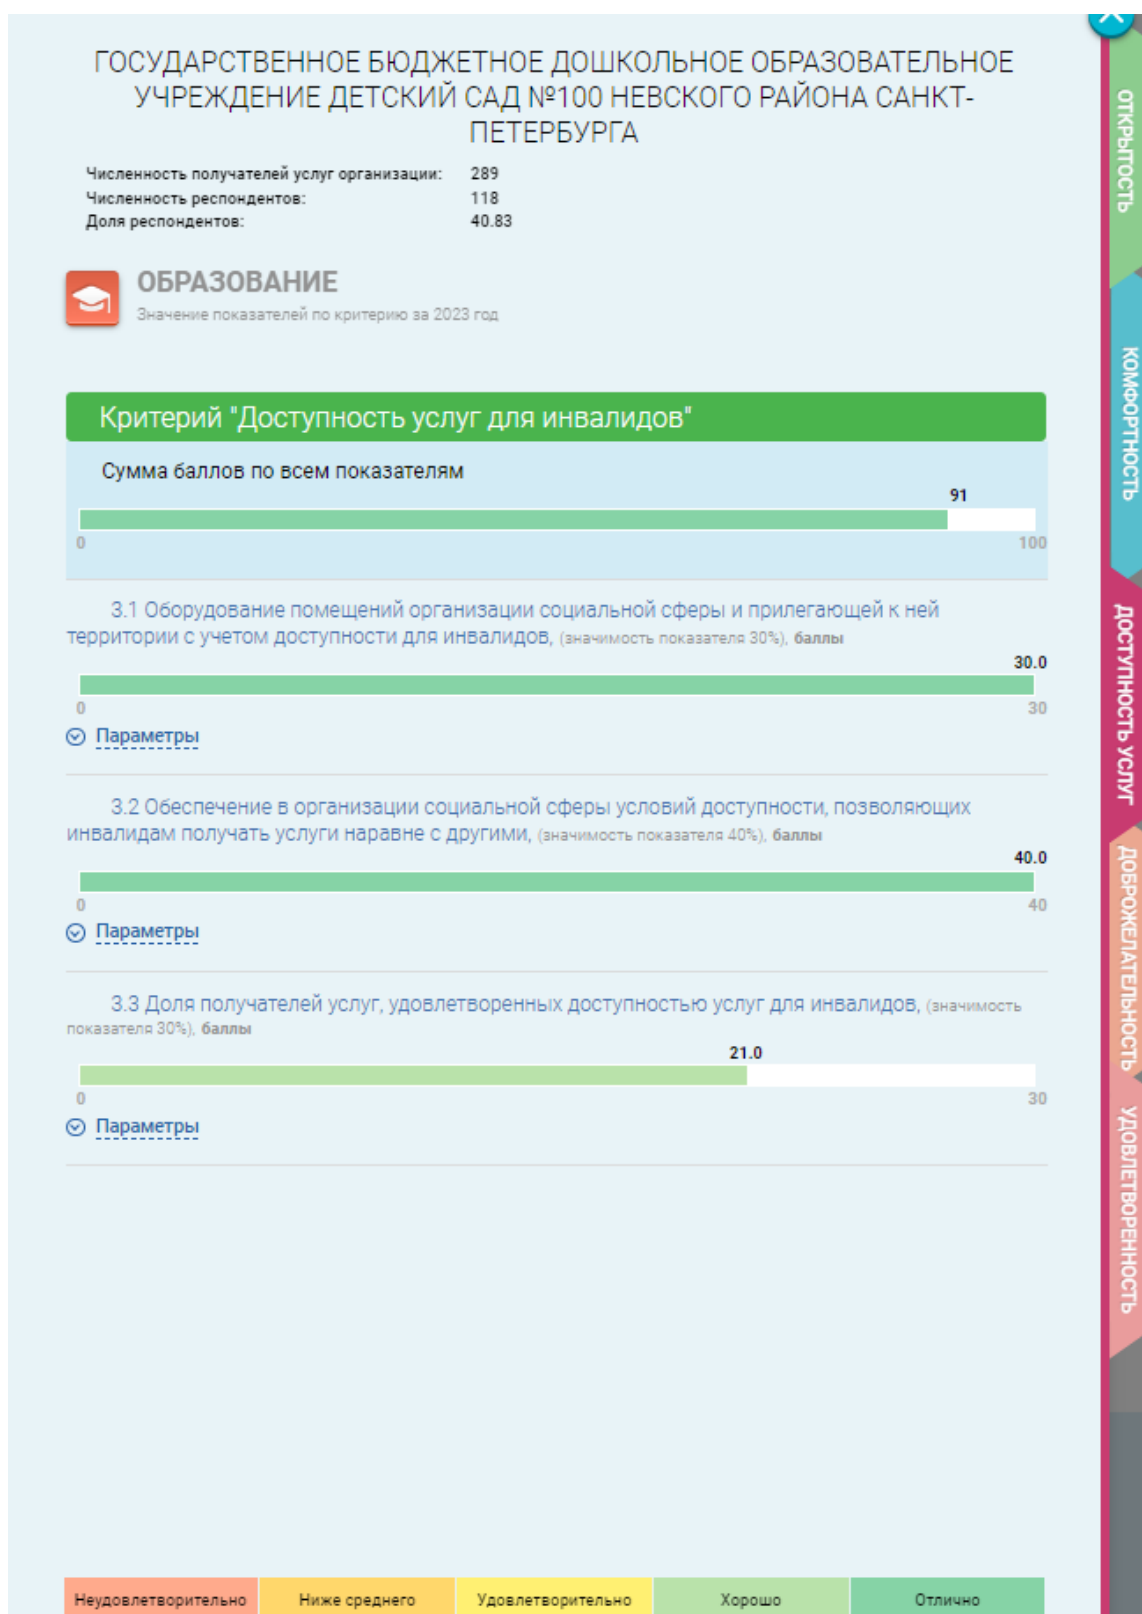 ГОСУДАРСТВЕННОЕ БЮДЖЕТНОЕ ДОШКОЛЬНОЕ ОБРАЗОВАТЕЛЬНОЕ
УЧРЕЖДЕНИЕ ДЕТСКИЙ САД №100 НЕВСКОГО РАЙОНА САНКТ-
ПЕТЕРБУРГА
Численность получателей услуг организации: 289
Численность респондентов: 118
Доля респондентов: 40.83
ОБРАЗОВАНИЕ
Значение показателей по критерию за 2023 год
Критерий "Доступность услуг для инвалидов"
Сумма баллов по всем показателям
91
0 100
3.1 Оборудование помещений организации социальной сферы и прилегающей к ней
территории с учетом доступности для инвалидов, (значимость показателя 30%), баллы
30.0
0 30
Параметры
3.2 Обеспечение в организации социальной сферы условий доступности, позволяющих
инвалидам получать услуги наравне с другими, (значимость показателя 40%), баллы
40.0
0 40
Параметры
3.3 Доля получателей услуг, удовлетворенных доступностью услуг для инвалидов, (значимость
показателя 30%), баллы
21.0
0 30
Параметры
Неудовлетворительно Ниже среднего Удовлетворительно Хорошо Отлично
ОТКРЫТОСТЬ
КОМФОРТНОСТЬ
ДОСТУПНОСТЬ УСЛУГ
ДОБРОЖЕЛАТЕЛЬНОСТЬ
УДОВЛЕТВОРЕННОСТЬ